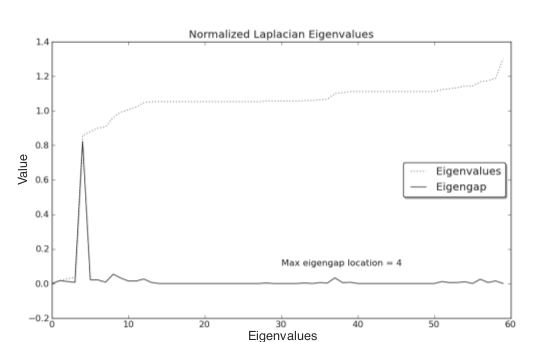 Normalized Laplacian Eigenvalues
1.4
1.2
1.0
0.8
0.6
0.4
0.2
0.0
−0.2
Value
Eigenvalues
Eigengap
Max eigengap location = 4
0 10 20 30 40 50 60
Eigenvalues